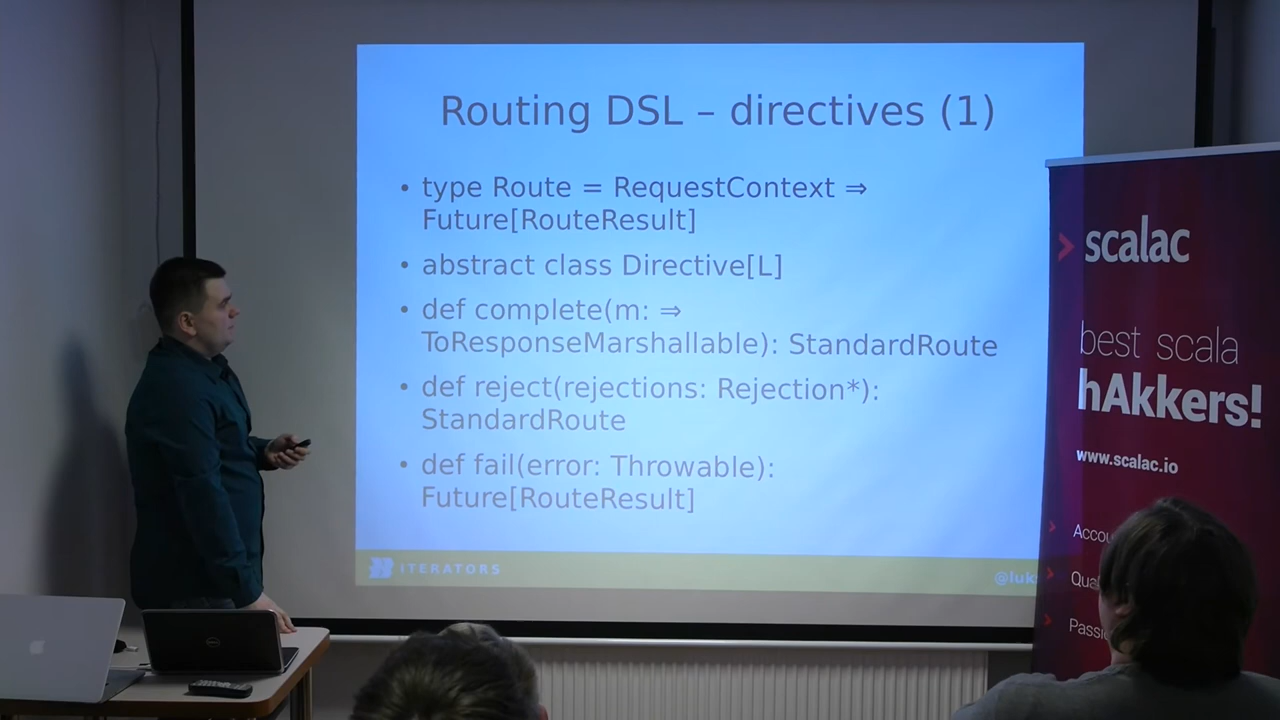 Routing DSL – directives (1)
• type Route = RequestContext ⇒
Future[RouteResult]
• abstract class Directive[L]
• def complete(m: ⇒
ToResponseMarshallable): StandardRoute
• def reject(rejections: Rejection*):
StandardRoute
• def fail(error: Throwable):
Future[RouteResult]
ITERATORS
scalac
best scala
hAkkers!
www.scalac.io
DELL